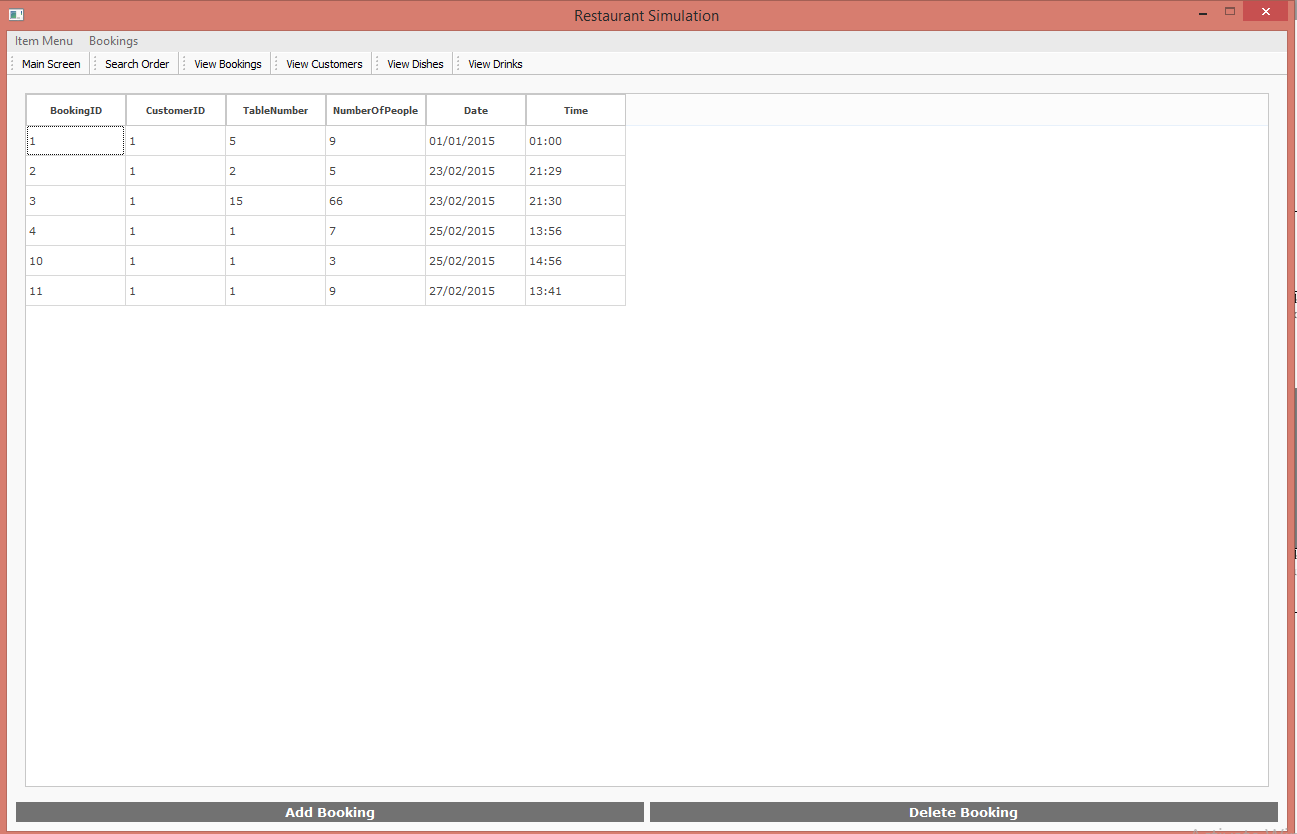 Restaurant Simulation
Item Menu Bookings
Main Screen Search Order View Bookings View Customers View Dishes View Drinks
BookingID CustomerID TableNumber NumberOfPeople Date Time
1 1 5 9 01/01/2015 01:00
2 1 2 5 23/02/2015 21:29
3 1 15 66 23/02/2015 21:30
4 1 1 7 25/02/2015 13:56
10 1 1 3 25/02/2015 14:56
11 1 1 9 27/02/2015 13:41
Add Booking Delete Booking